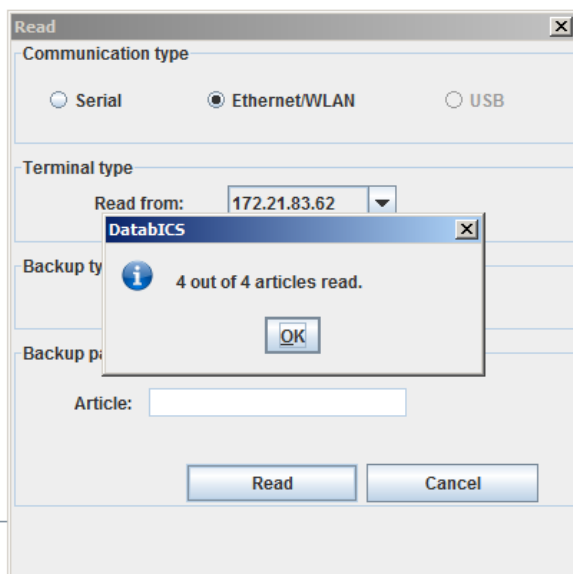 Read
Communication type
Serial Ethernet/WLAN USB
Terminal type
Read from: 172.21.83.62
DatabICS
Backup ty
4 out of 4 articles read.
OK
Backup pa
Article:
Read Cancel